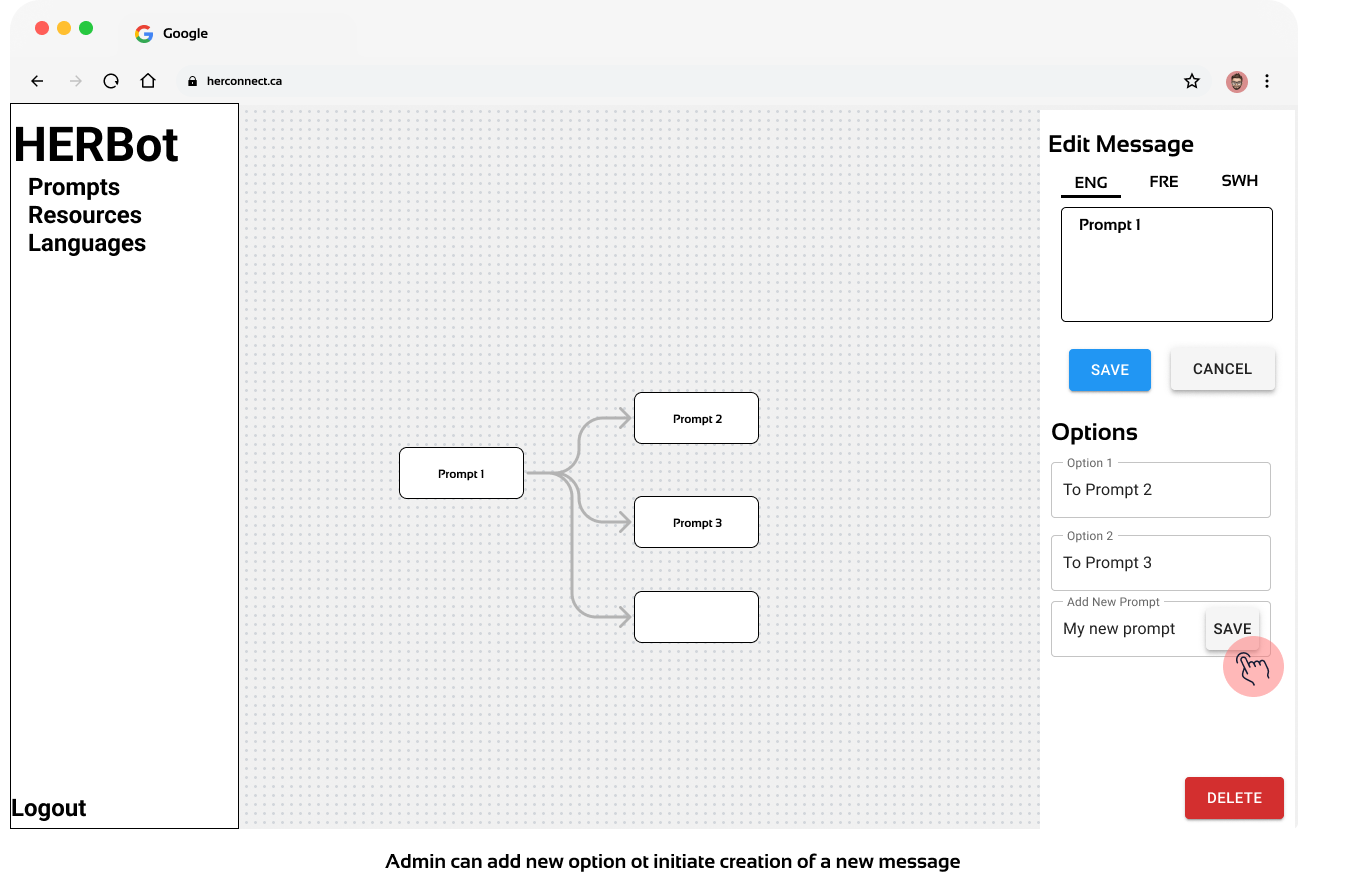 Google
herconnect.ca
HERBot
Prompts
Resources
Languages
Logout
Prompt 1
Prompt 2
Prompt 3
Edit Message
ENG FRE SWH
Prompt 1
SAVE CANCEL
Options
Option 1
To Prompt 2
Option 2
To Prompt 3
Add New Prompt
My new prompt SAVE
DELETE
Admin can add new option ot initiate creation of a new message